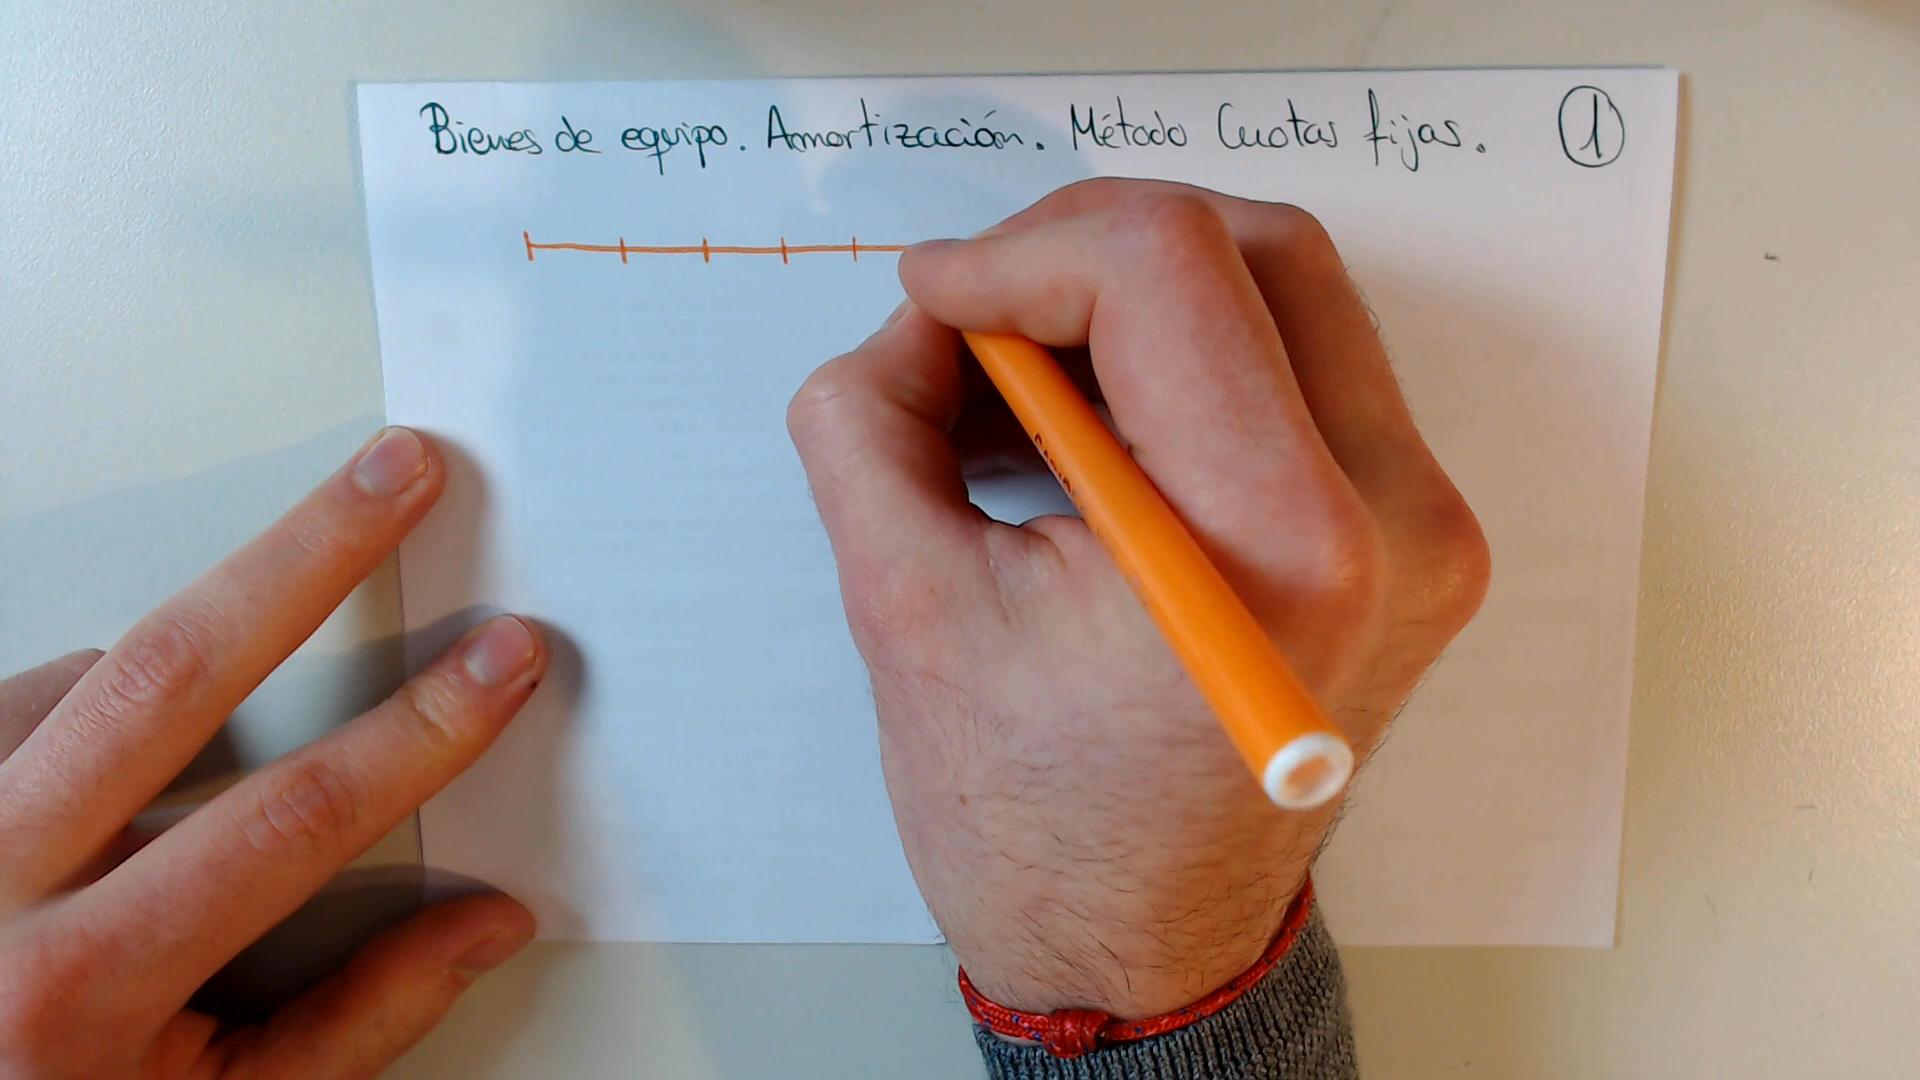 Bienes de equipo. Amortización. Método Cuotas fijas. 1